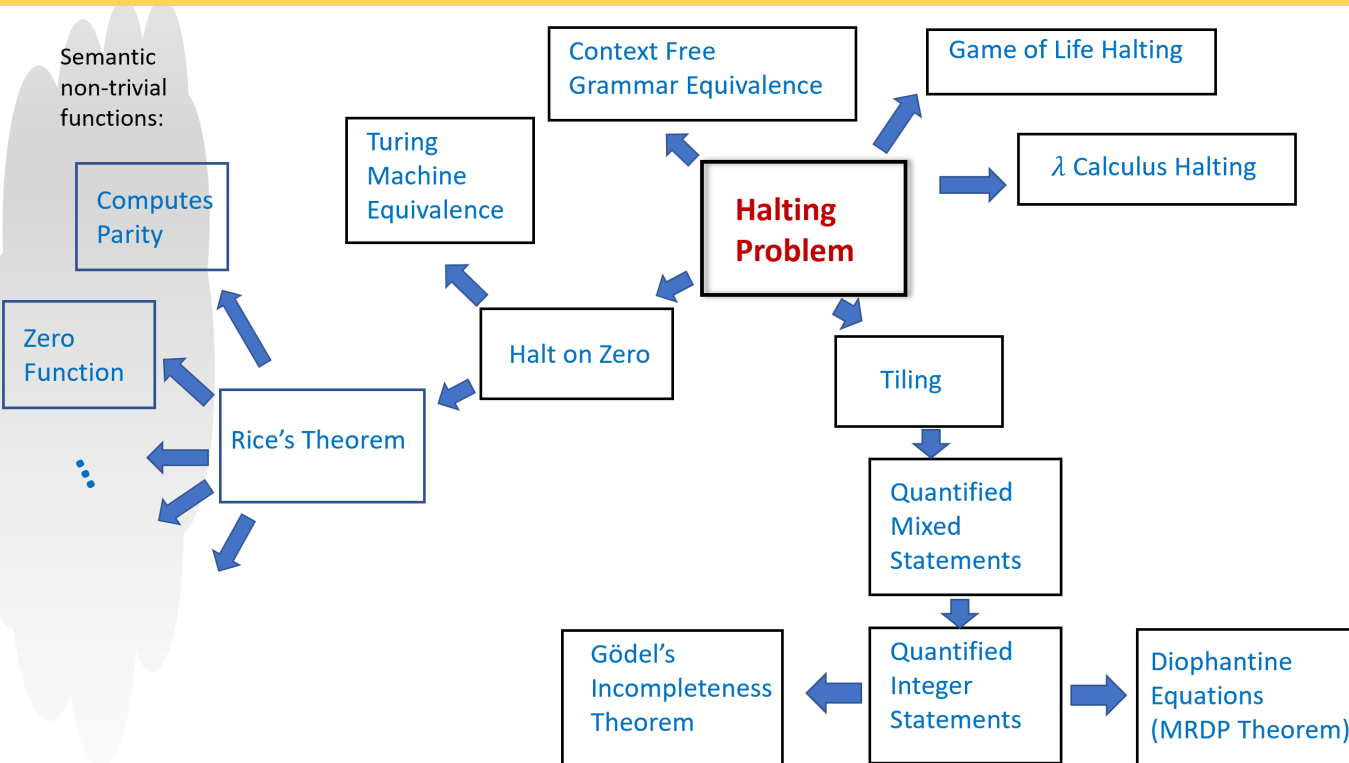 Semantic
non-trivial
functions:
Context Free
Grammar Equivalence
Game of Life Halting
Turing
Machine
Equivalence
λ Calculus Halting
Computes
Parity
Halting
Problem
Zero
Function
Halt on Zero
Tiling
Rice’s Theorem
Quantified
Mixed
Statements
Gödel’s
Incompleteness
Theorem
Quantified
Integer
Statements
Diophantine
Equations
(MRDP Theorem)